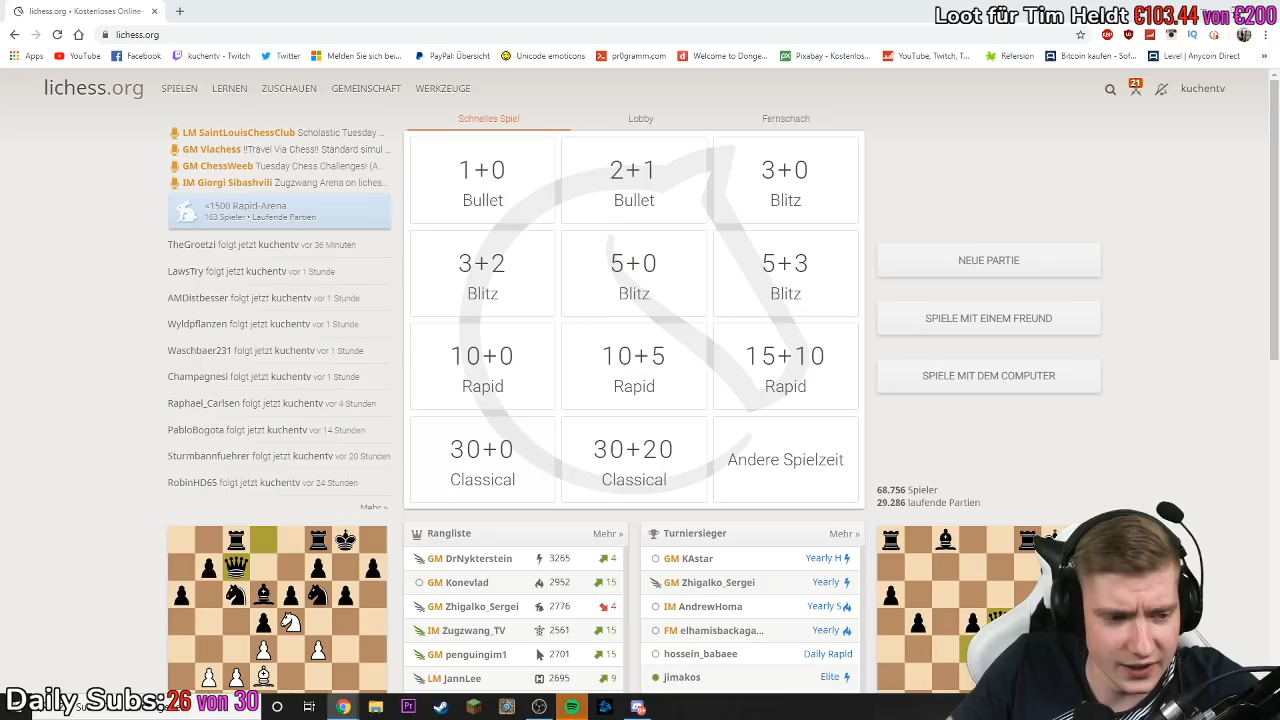 lichess.org • Kostenloses Online-
Loot für Tim Heldt €103.44 von €200
lichess.org
Apps
YouTube
Facebook
kuchentv - Twitch
Twitter
Melden Sie sich bei...
PayPal Übersicht
Unicode emoticons
pr0gramm.com
Welcome to Donge...
Pixabay - Kostenlos...
YouTube, Twitch, T...
Refersion
Bitcoin kaufen - Sof...
Level | Anycoin Direct
lichess.org
SPIELEN
LERNEN
ZUSCHAUEN
GEMEINSCHAFT
WERKZEUGE
21
kuchentv
LM SaintLouisChessClub Scholastic Tuesday ...
GM Viachess !!Travel Via Chess!! Standard simul ...
GM ChessWeeb Tuesday Chess Challenges! (A...
IM Giorgi Sibashvili Zugzwang Arena on liches...
<1500 Rapid-Arena
163 Spieler • Laufende Partien
TheGroetzi folgt jetzt kuchentv vor 36 Minuten
LawsTry folgt jetzt kuchentv vor 1 Stunde
AMDistbesser folgt jetzt kuchentv vor 1 Stunde
Wyldpflanzen folgt jetzt kuchentv vor 1 Stunde
Waschbaer231 folgt jetzt kuchentv vor 1 Stunde
Champagnesi folgt jetzt kuchentv vor 1 Stunde
Raphael_Carlsen folgt jetzt kuchentv vor 4 Stunden
PabloBogota folgt jetzt kuchentv vor 14 Stunden
Sturmbannfuehrer folgt jetzt kuchentv vor 20 Stunden
RobinHD65 folgt jetzt kuchentv vor 24 Stunden
Mehr »
Schnelles Spiel
Lobby
Fernschach
1+0
Bullet
2+1
Bullet
3+0
Blitz
3+2
Blitz
5+0
Blitz
5+3
Blitz
10+0
Rapid
10+5
Rapid
15+10
Rapid
30+0
Classical
30+20
Classical
Andere Spielzeit
NEUE PARTIE
SPIELE MIT EINEM FREUND
SPIELE MIT DEM COMPUTER
68.756 Spieler
29.286 laufende Partien
Rangliste
Mehr »
GM DrNykterstein 3265 4
GM Konevlad 2952 15
GM Zhigalko_Sergei 2776 4
IM Zugzwang_TV 2561 15
GM penguingim1 2701 15
GM JannLee 2695 9
Turniersieger
Mehr »
GM KAstar Yearly H
GM Zhigalko_Sergei Yearly
IM AndrewHoma Yearly S
FM elhamisbackaga... Yearly
hossein_babaee Daily Rapid
jimakos Elite
Daily Subs: 26 von 30